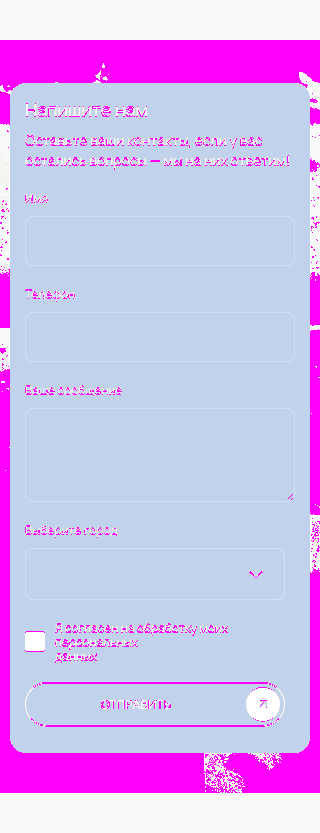 Напишите нам
Оставьте ваши контакты, если у вас
остались вопросы — мы на них ответим!
Имя
Телефон
Ваше сообщение
Выберите город
Я согласен на обработку моих
персональных
данных
ОТПРАВИТЬ